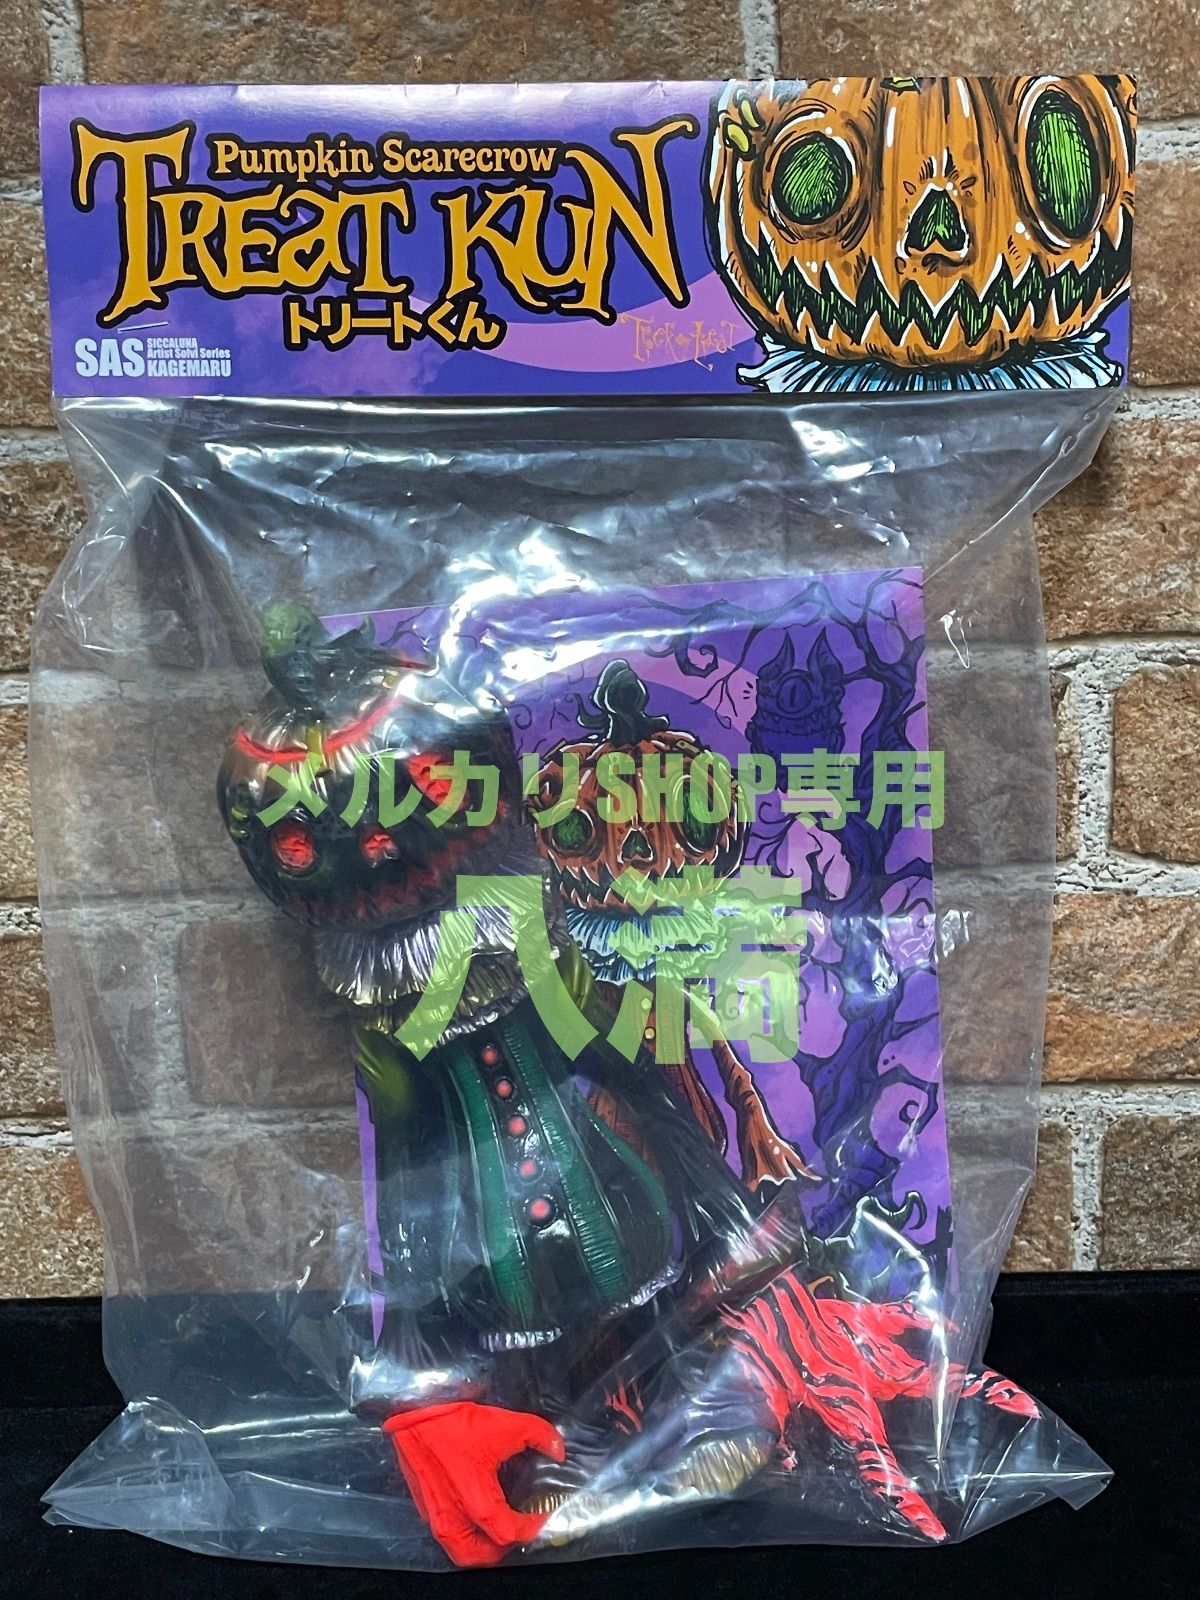 Pumpkin Scarecrow
TREAT KUN
トリートくん
Trick or treat
SAS SICCALUNA
Artist Sofvi Series
KAGEMARU
メルカリSHOP専用
八満